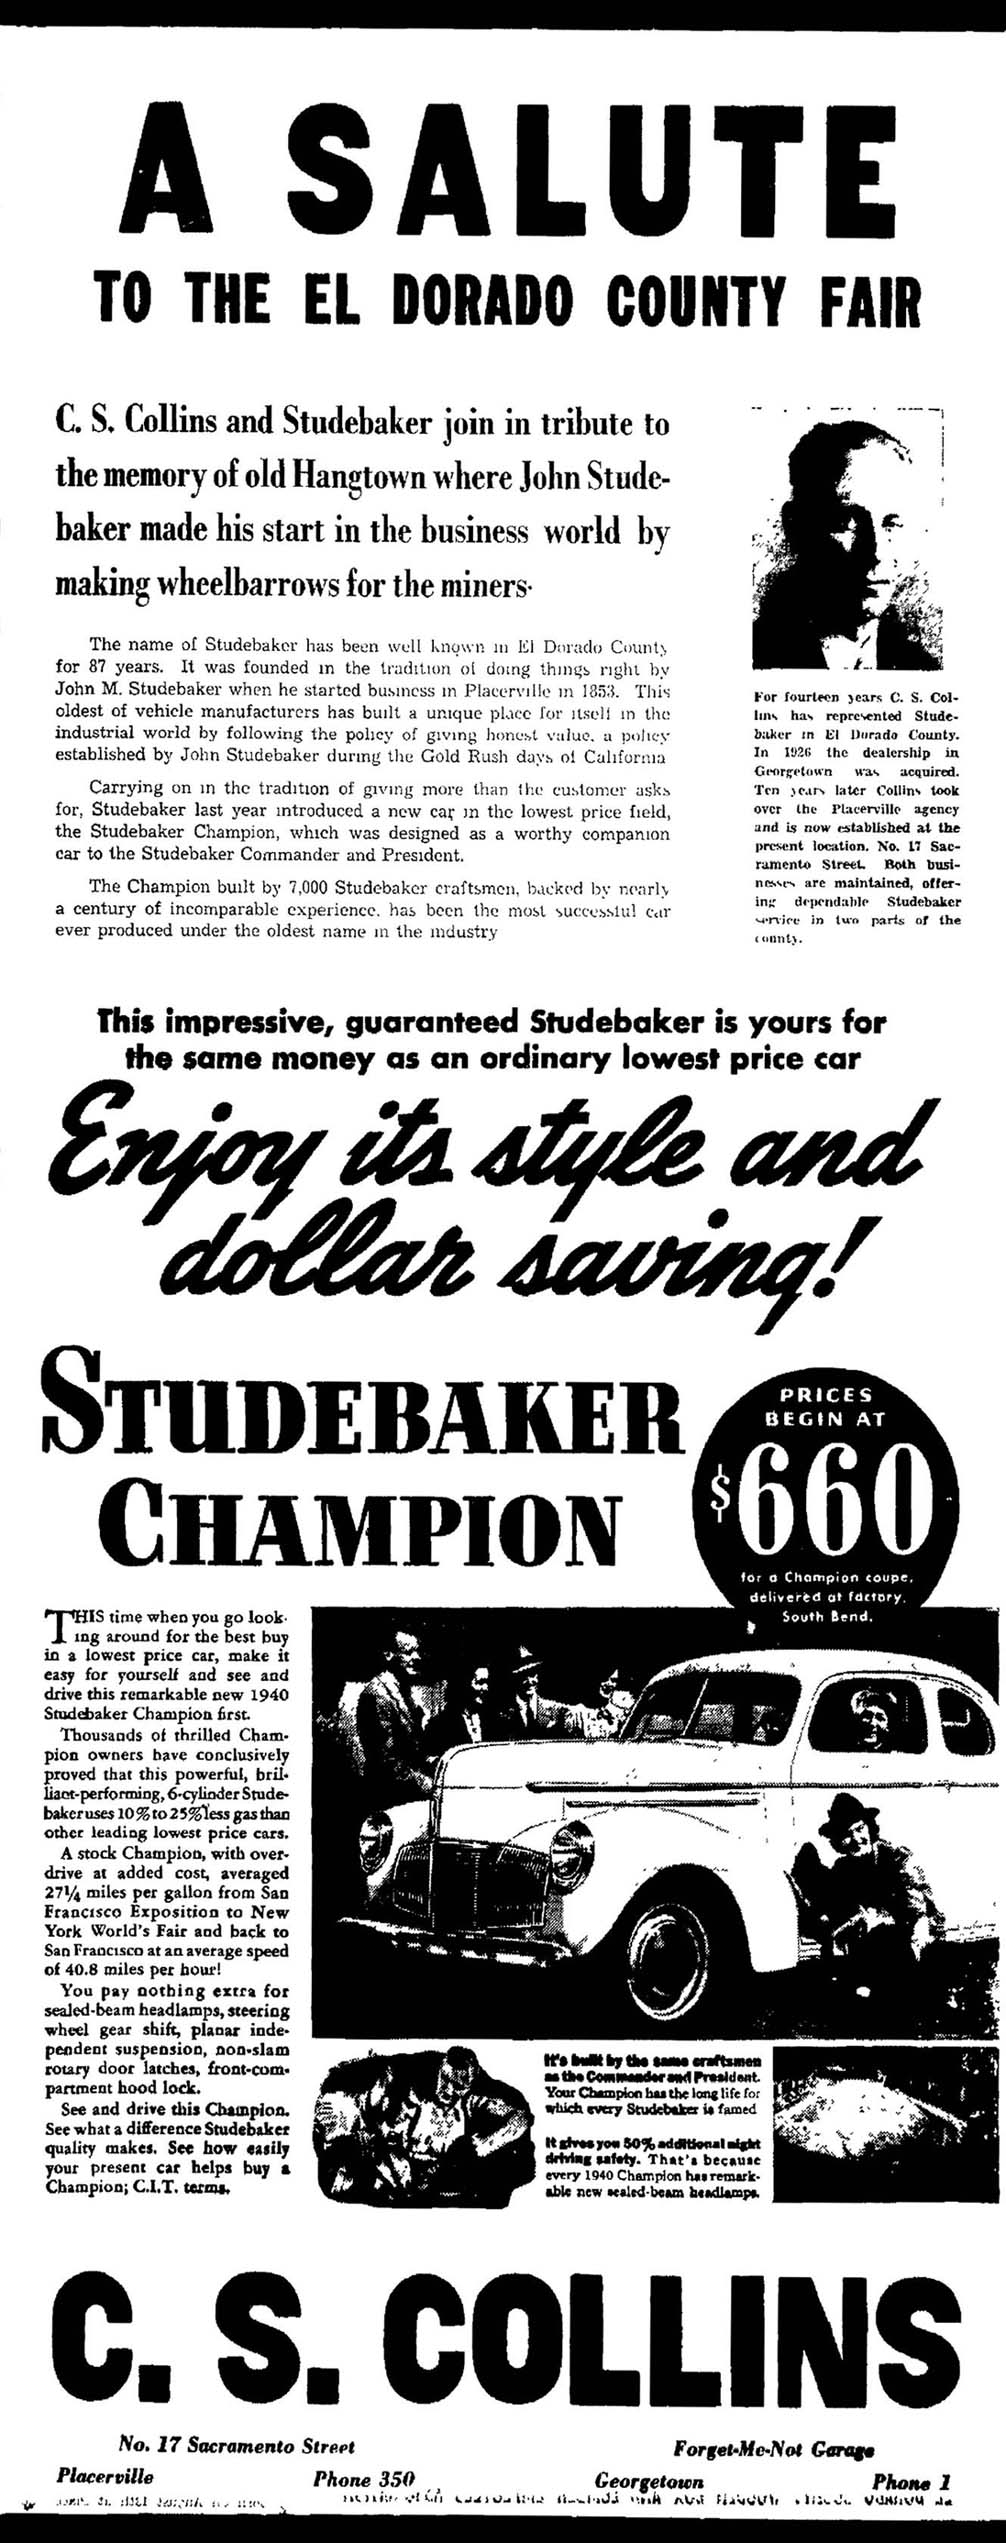 A SALUTE
TO THE EL DORADO COUNTY FAIR
C. S. Collins and Studebaker join in tribute to
the memory of old Hangtown where John Stude-
baker made his start in the business world by
making wheelbarrows for the miners.
The name of Studebaker has been well known in El Dorado County
for 87 years. It was founded in the tradition of doing things right by
John M. Studebaker when he started business in Placerville in 1853. This
oldest of vehicle manufacturers has built a unique place for itself in the
industrial world by following the policy of giving honest value, a policy
established by John Studebaker during the Gold Rush days of California
Carrying on in the tradition of giving more than the customer asks
for, Studebaker last year introduced a new car in the lowest price field,
the Studebaker Champion, which was designed as a worthy companion
car to the Studebaker Commander and President.
The Champion built by 7,000 Studebaker craftsmen, backed by nearly
a century of incomparable experience, has been the most successful car
ever produced under the oldest name in the industry
For fourteen years C. S. Col-
lins has represented Stude-
baker in El Dorado County.
In 1926 the dealership in
Georgetown was acquired.
Ten years later Collins took
over the Placerville agency
and is now established at the
present location, No. 17 Sac-
ramento Street. Both busi-
nesses are maintained, offer-
ing dependable Studebaker
service in two parts of the
county.
This impressive, guaranteed Studebaker is yours for
the same money as an ordinary lowest price car
Enjoy its style and
dollar saving!
STUDEBAKER
CHAMPION
PRICES
BEGIN AT
$660
for a Champion coupe,
delivered at factory,
South Bend.
THIS time when you go look-
ing around for the best buy
in a lowest price car, make it
easy for yourself and see and
drive this remarkable new 1940
Studebaker Champion first.
Thousands of thrilled Cham-
pion owners have conclusively
proved that this powerful, bril-
liant-performing, 6-cylinder Stude-
baker uses 10% to 25% less gas than
other leading lowest price cars.
A stock Champion, with over-
drive at added cost, averaged
27¼ miles per gallon from San
Francisco Exposition to New
York World's Fair and back to
San Francisco at an average speed
of 40.8 miles per hour!
You pay nothing extra for
sealed-beam headlamps, steering
wheel gear shift, planar inde-
pendent suspension, non-slam
rotary door latches, front-com-
partment hood lock.
See and drive this Champion.
See what a difference Studebaker
quality makes. See how easily
your present car helps buy a
Champion; C.I.T. terms.
It's built by the same craftsmen
as the Commander and President.
Your Champion has the long life for
which every Studebaker is famed
It gives you 50% additional night
driving safety. That's because
every 1940 Champion has remark-
able new sealed-beam headlamps.
C. S. COLLINS
No. 17 Sacramento Street
Forget-Me-Not Garage
Placerville
Phone 350
Georgetown
Phone 1